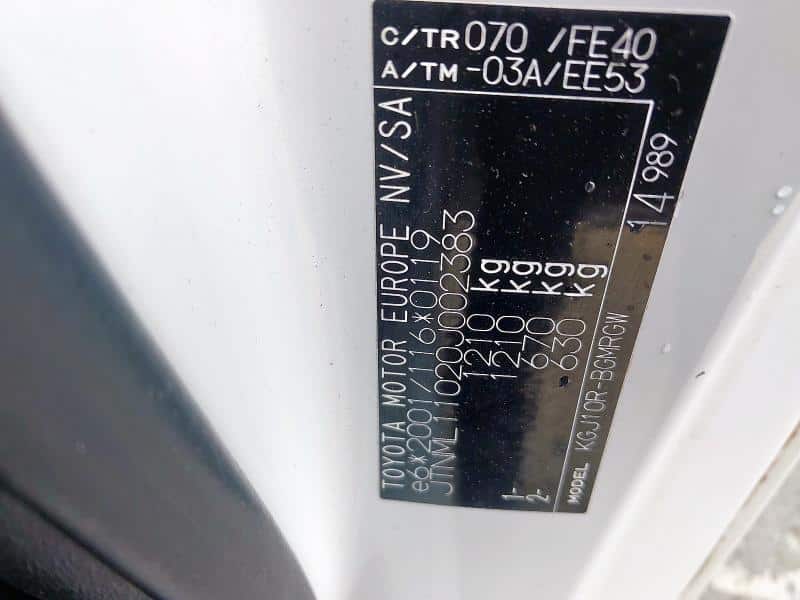 TOYOTA MOTOR EUROPE NV/SA
e6*2001/116*0119
JTNML11020J002383
1210 kg
1210 kg
1- 670 kg
2- 630 kg
MODEL KGJ10R-BGMRGW
C/TR 070 /FE40
A/TM -03A/EE53
14989